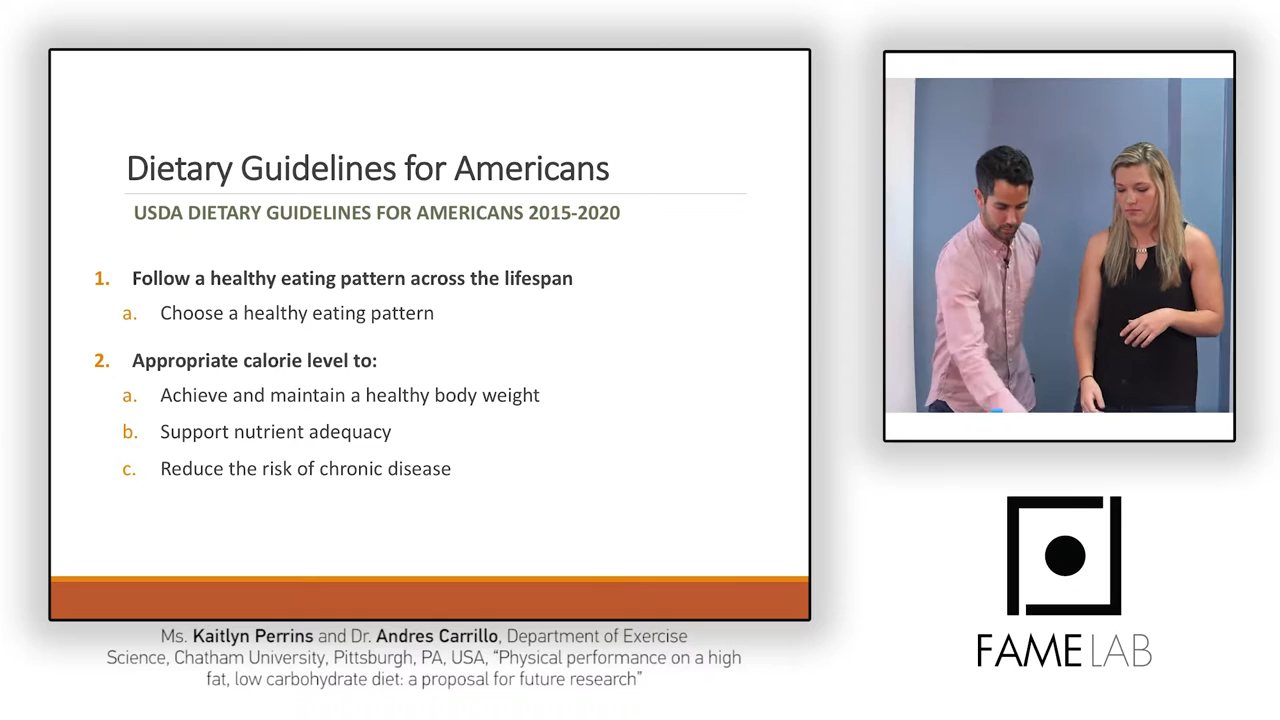 Dietary Guidelines for Americans
USDA DIETARY GUIDELINES FOR AMERICANS 2015-2020
1. Follow a healthy eating pattern across the lifespan
a. Choose a healthy eating pattern
2. Appropriate calorie level to:
a. Achieve and maintain a healthy body weight
b. Support nutrient adequacy
c. Reduce the risk of chronic disease
Ms. Kaitlyn Perrins and Dr. Andres Carrillo, Department of Exercise
Science, Chatham University, Pittsburgh, PA, USA, “Physical performance on a high
fat, low carbohydrate diet: a proposal for future research”
FAME LAB